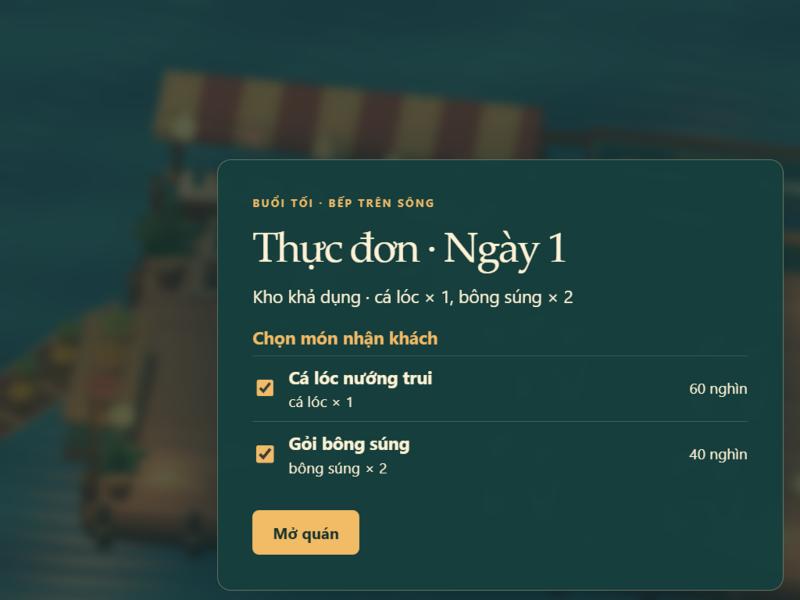 BUỔI TỐI · BẾP TRÊN SÔNG
Thực đơn · Ngày 1
Kho khả dụng · cá lóc × 1, bông súng × 2
Chọn món nhận khách
Cá lóc nướng trui
60 nghìn
cá lóc × 1
Gỏi bông súng
40 nghìn
bông súng × 2
Mở quán